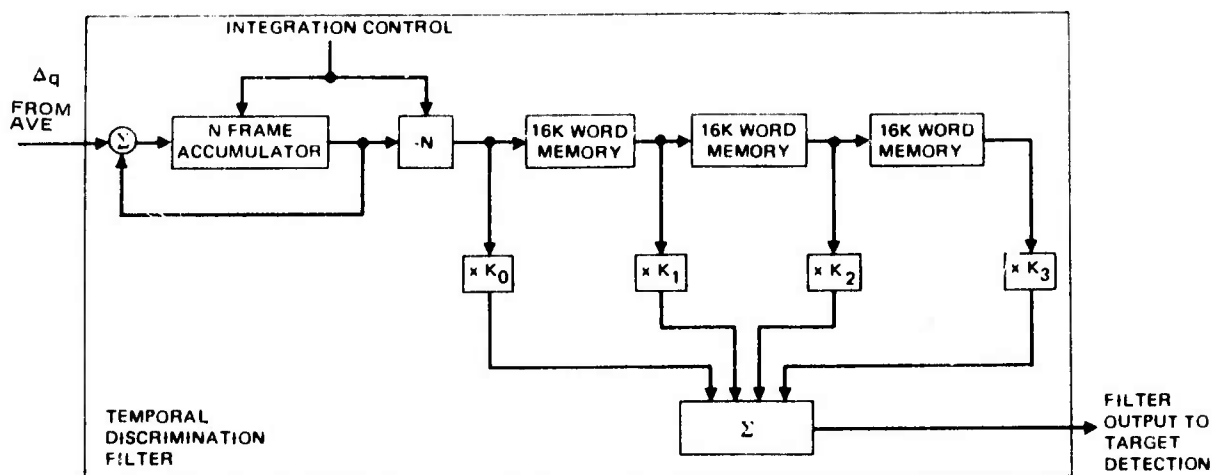 INTEGRATION CONTROL
Δq
FROM
AVE
Σ
N FRAME
ACCUMULATOR
-N
16K WORD
MEMORY
16K WORD
MEMORY
16K WORD
MEMORY
× K0
× K1
× K2
× K3
Σ
TEMPORAL
DISCRIMINATION
FILTER
FILTER
OUTPUT TO
TARGET
DETECTION